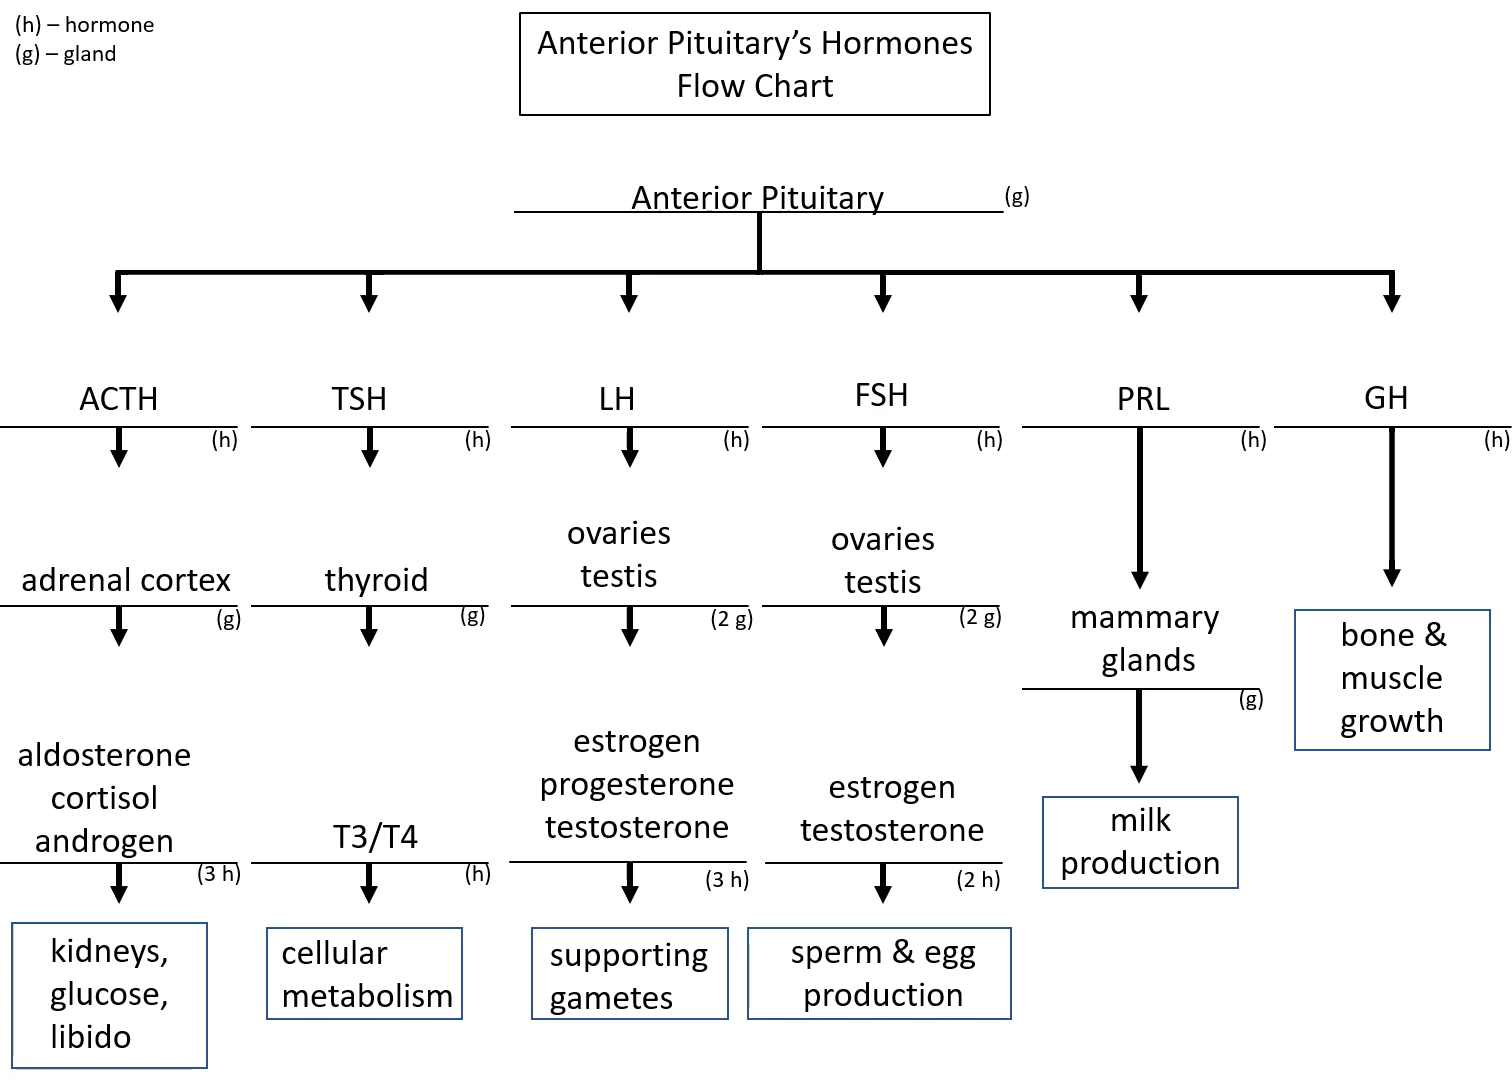 (h) – hormone
(g) – gland
Anterior Pituitary’s Hormones
Flow Chart
Anterior Pituitary
(g)
ACTH
(h)
TSH
(h)
LH
(h)
FSH
(h)
PRL
(h)
GH
(h)
adrenal cortex
(g)
thyroid
(g)
ovaries
testis
(2 g)
ovaries
testis
(2 g)
mammary
glands
(g)
bone &
muscle
growth
aldosterone
cortisol
androgen
(3 h)
T3/T4
(h)
estrogen
progesterone
testosterone
(3 h)
estrogen
testosterone
(2 h)
milk
production
kidneys,
glucose,
libido
cellular
metabolism
supporting
gametes
sperm & egg
production